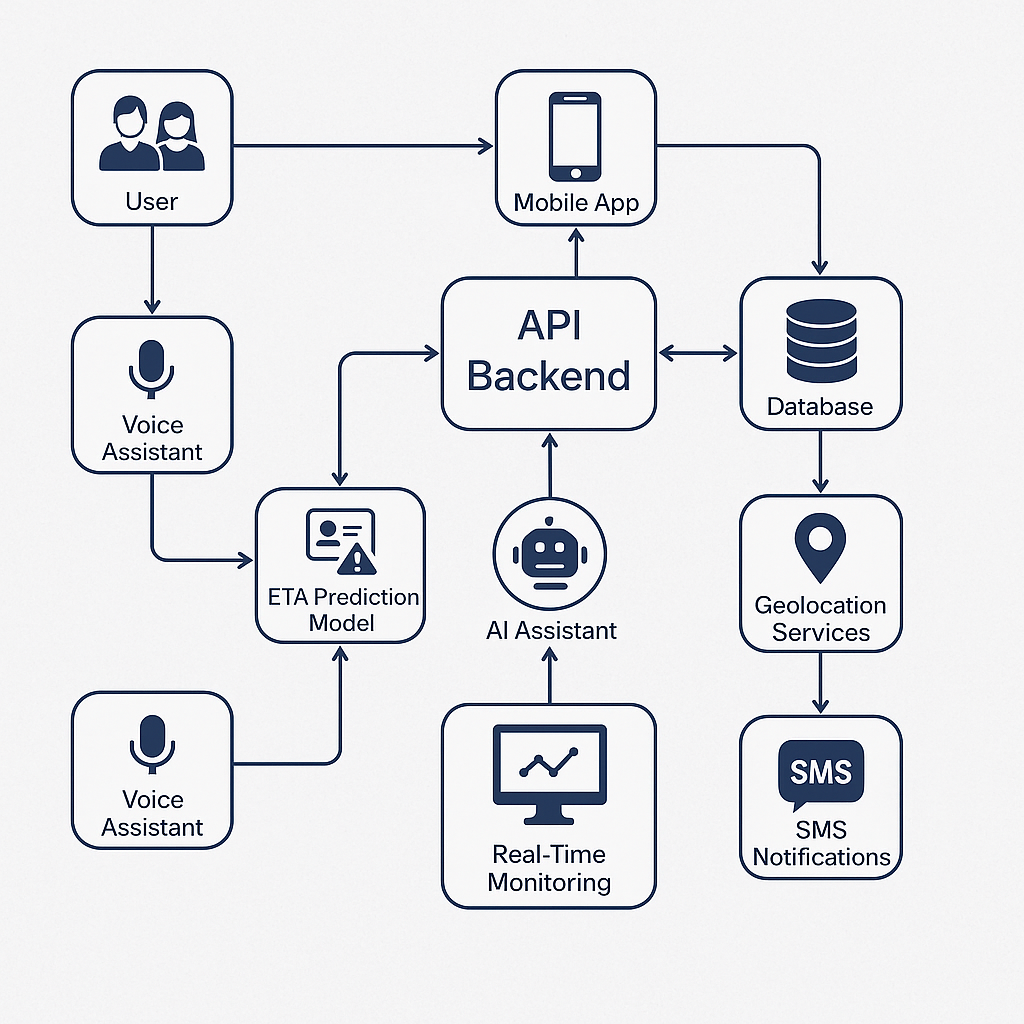 User
Mobile App
API
Backend
Database
Voice
Assistant
ETA Prediction
Model
AI Assistant
Geolocation
Services
Voice
Assistant
Real-Time
Monitoring
SMS
SMS
Notifications